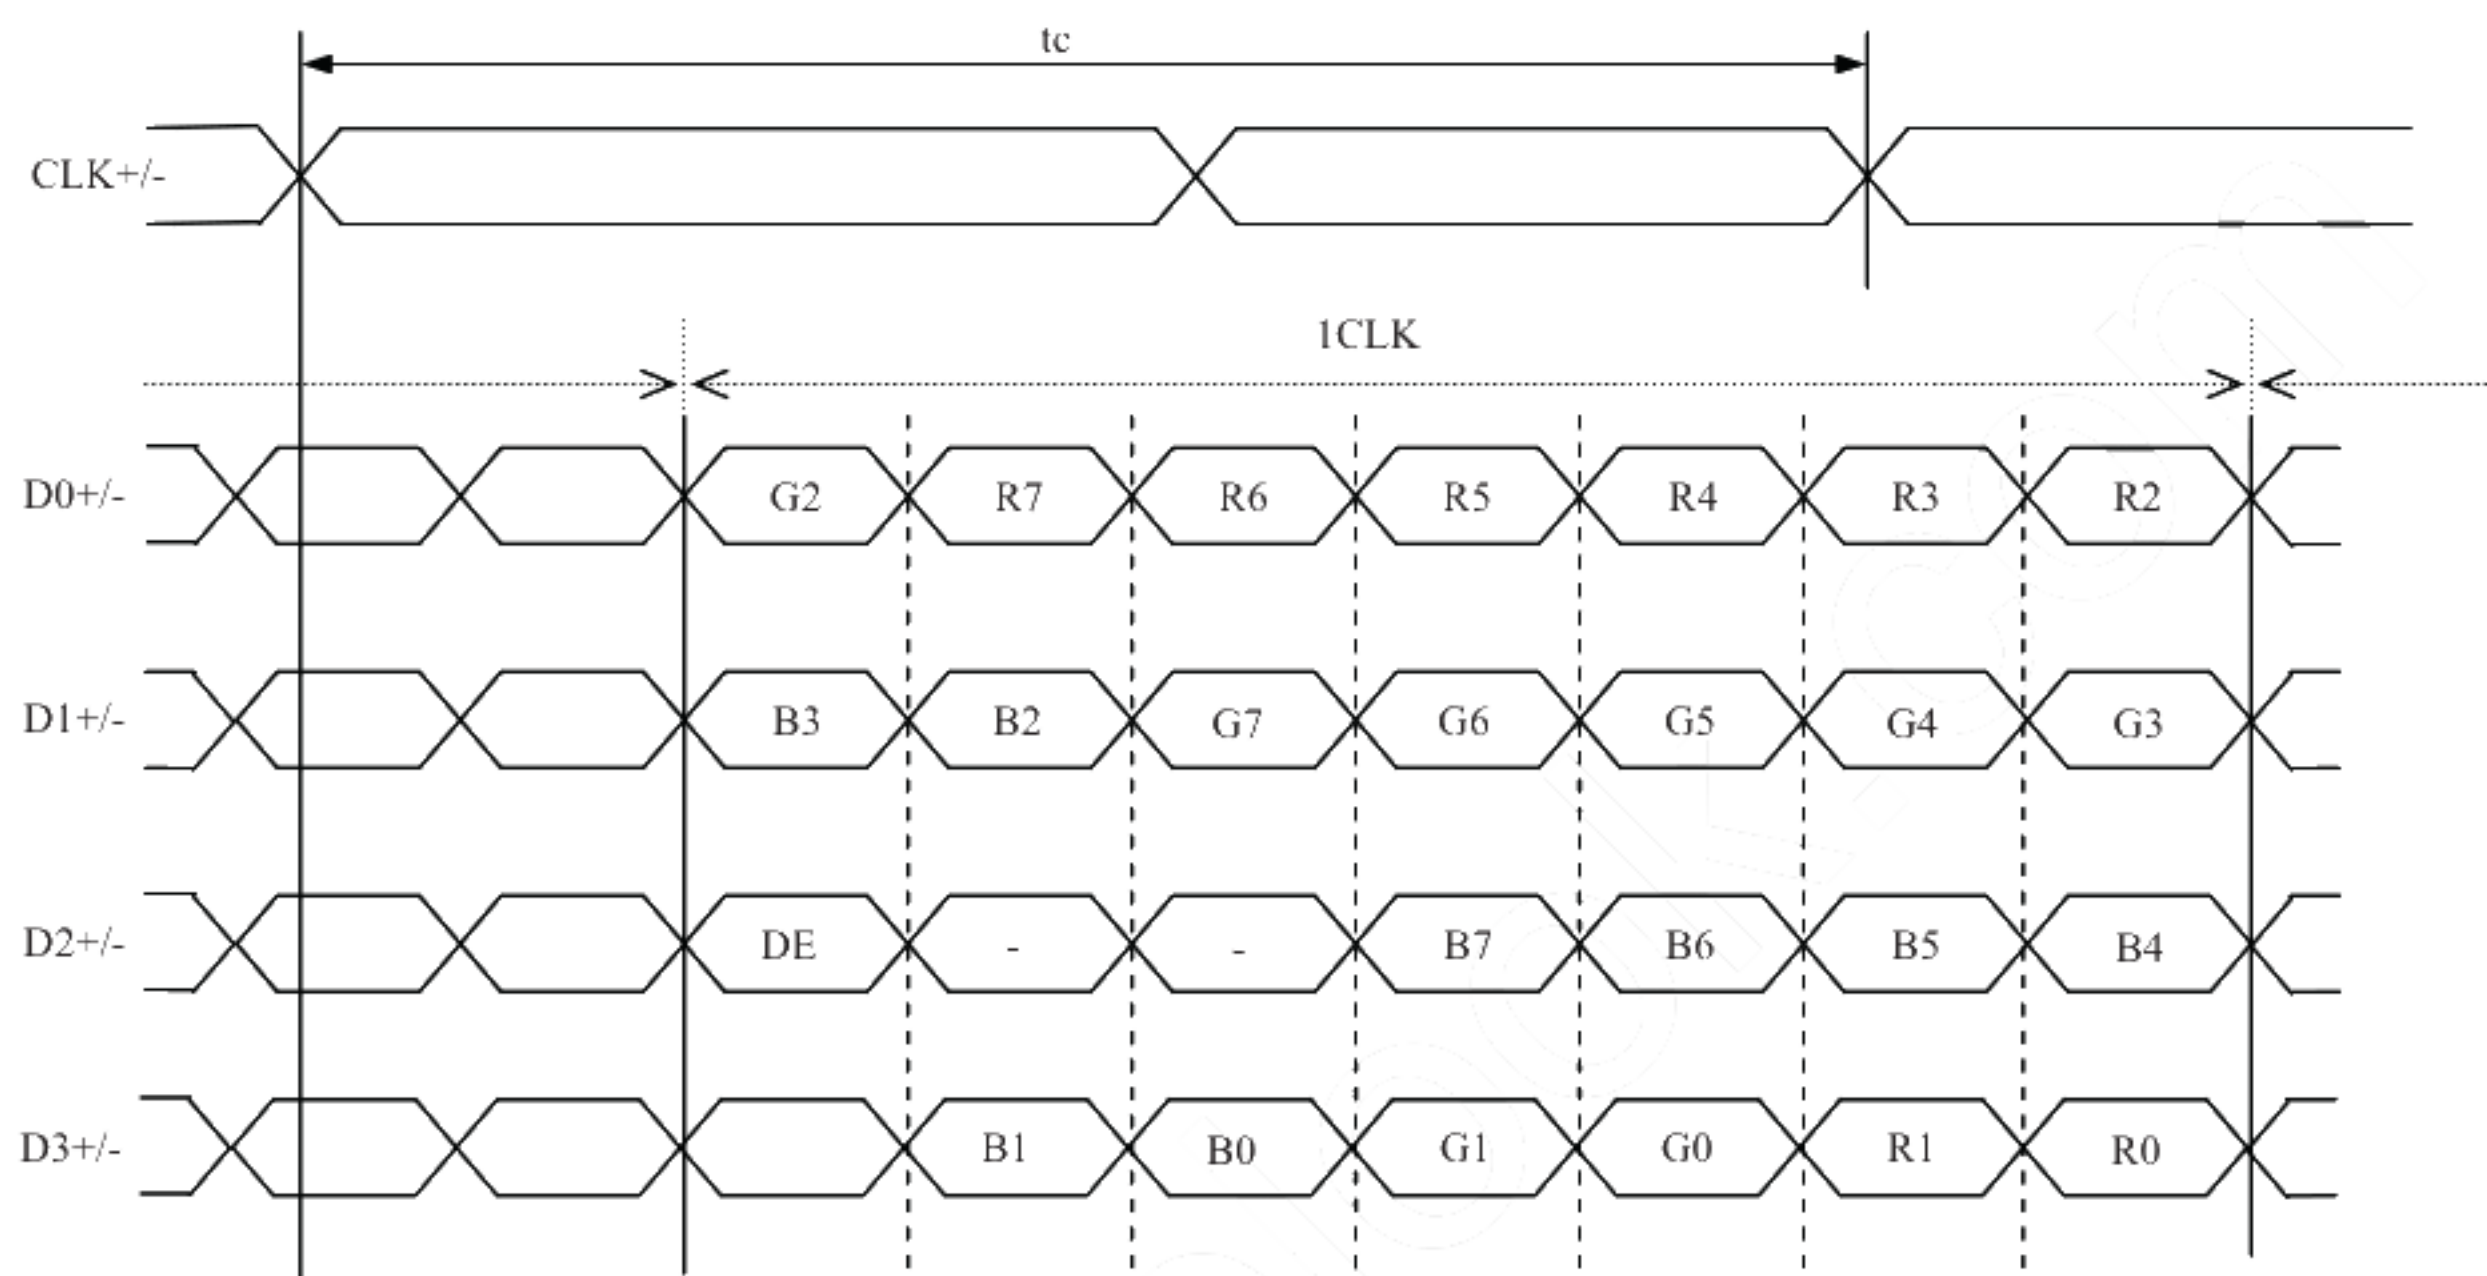 tc
CLK+/-
1CLK
D0+/- G2 R7 R6 R5 R4 R3 R2
D1+/- B3 B2 G7 G6 G5 G4 G3
D2+/- DE - - B7 B6 B5 B4
D3+/- B1 B0 G1 G0 R1 R0